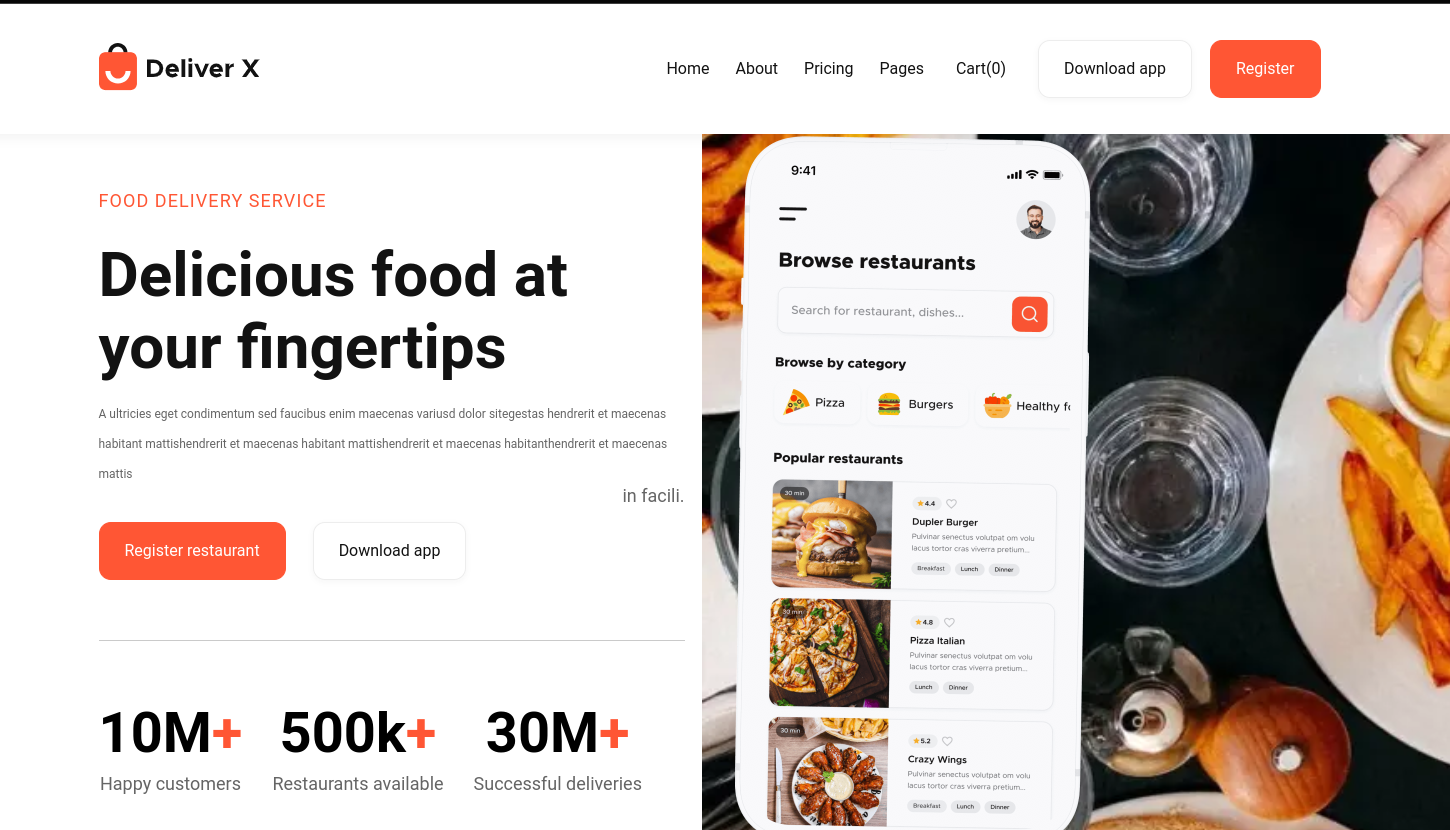 Deliver X
Home About Pricing Pages Cart(0) Download app Register
FOOD DELIVERY SERVICE
Delicious food at
your fingertips
A ultricies eget condimentum sed faucibus enim maecenas variusd dolor sitegestas hendrerit et maecenas
habitant mattishendrerit et maecenas habitant mattishendrerit et maecenas habitanthendrerit et maecenas
mattis
in facili.
Register restaurant Download app
10M+ 500k+ 30M+
Happy customers Restaurants available Successful deliveries
9:41
Browse restaurants
Search for restaurant, dishes...
Browse by category
Pizza Burgers Healthy fo
Popular restaurants
30 min
4.4
Dupler Burger
Pulvinar senectus volutpat om volu
lacus tortor cras viverra pretium...
Breakfast Lunch Dinner
30 min
4.8
Pizza Italian
Pulvinar senectus volutpat om volu
lacus tortor cras viverra pretium...
Lunch Dinner
30 min
5.2
Crazy Wings
Pulvinar senectus volutpat om volu
lacus tortor cras viverra pretium...
Breakfast Lunch Dinner